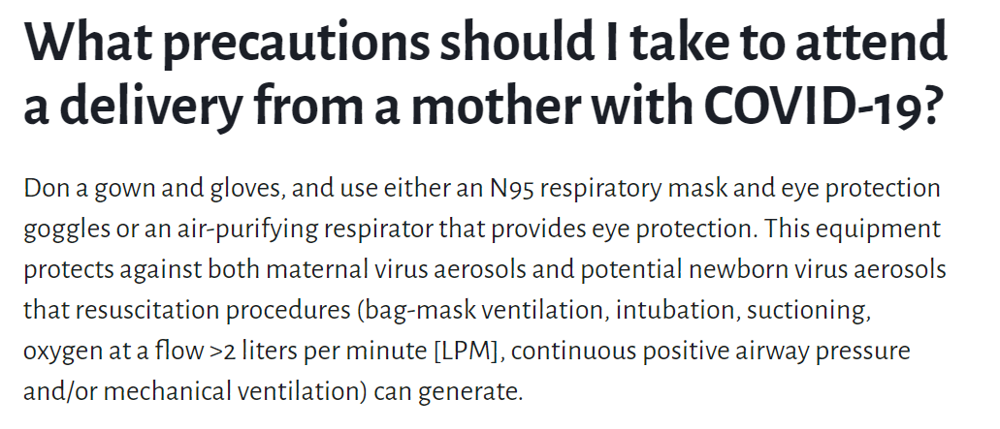 What precautions should I take to attend
a delivery from a mother with COVID-19?
Don a gown and gloves, and use either an N95 respiratory mask and eye protection
goggles or an air-purifying respirator that provides eye protection. This equipment
protects against both maternal virus aerosols and potential newborn virus aerosols
that resuscitation procedures (bag-mask ventilation, intubation, suctioning,
oxygen at a flow >2 liters per minute [LPM], continuous positive airway pressure
and/or mechanical ventilation) can generate.